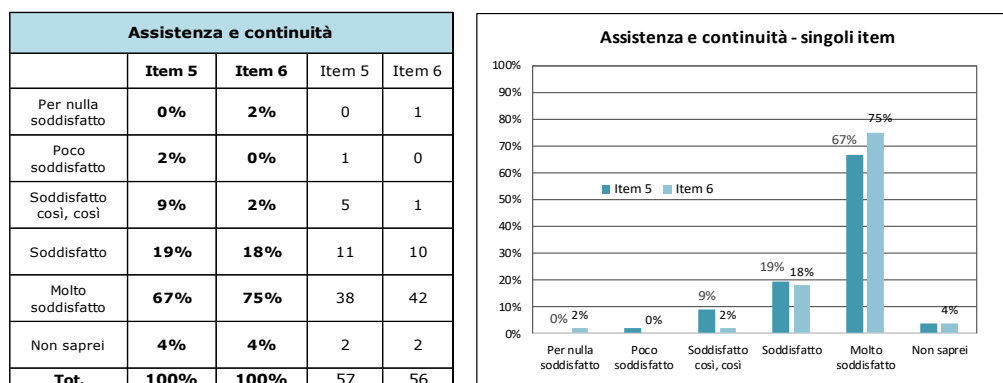 Assistenza e continuità
Item 5 Item 6 Item 5 Item 6
Per nulla
soddisfatto
0% 2% 0 1
Poco
soddisfatto
2% 0% 1 0
Soddisfatto
così, così
9% 2% 5 1
Soddisfatto 19% 18% 11 10
Molto
soddisfatto
67% 75% 38 42
Non saprei 4% 4% 2 2
Tot. 100% 100% 57 56
Assistenza e continuità - singoli item
100%
90%
80%
70%
60%
50%
40%
30%
20%
10%
0%
Item 5 Item 6
0% 2%
0%
9%
2%
19%
18%
67%
75%
4%
Per nulla
soddisfatto
Poco
soddisfatto
Soddisfatto
così, così
Soddisfatto
Molto
soddisfatto
Non saprei